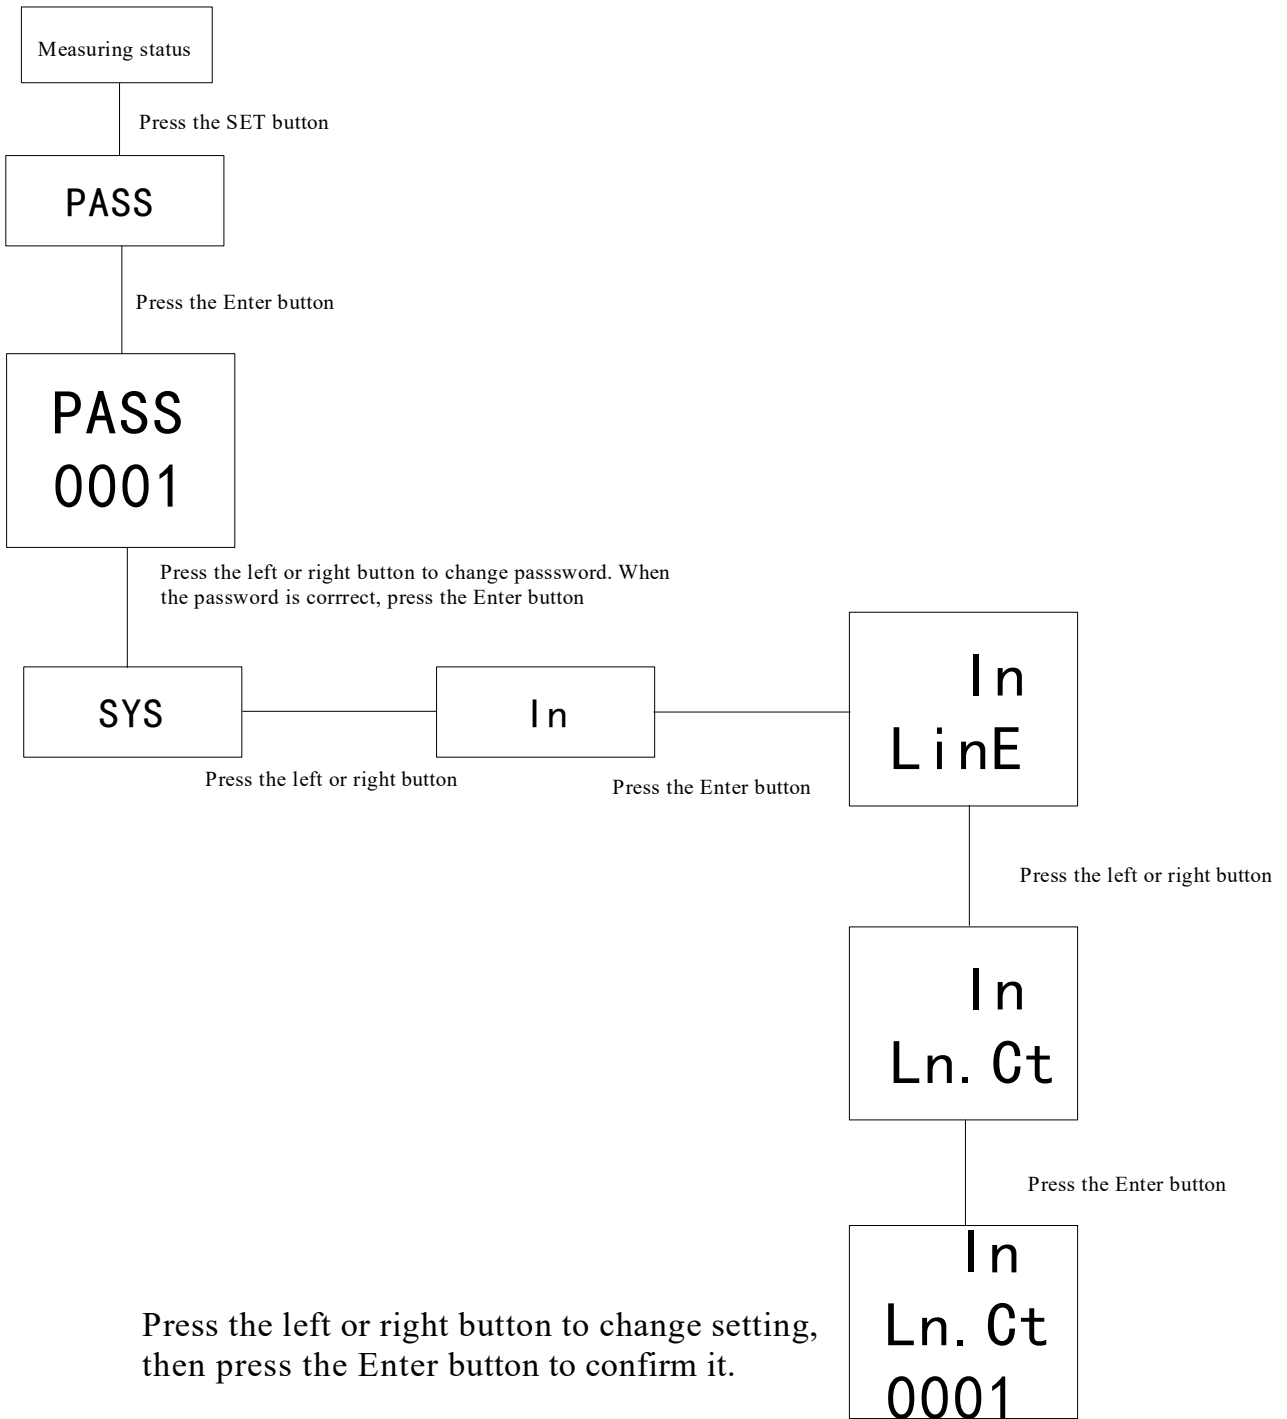 Measuring status
Press the SET button
PASS
Press the Enter button
PASS
0001
Press the left or right button to change passsword. When
the password is corrrect, press the Enter button
SYS
Press the left or right button
In
Press the Enter button
In
LinE
Press the left or right button
In
Ln.Ct
Press the Enter button
In
Ln.Ct
0001
Press the left or right button to change setting,
then press the Enter button to confirm it.